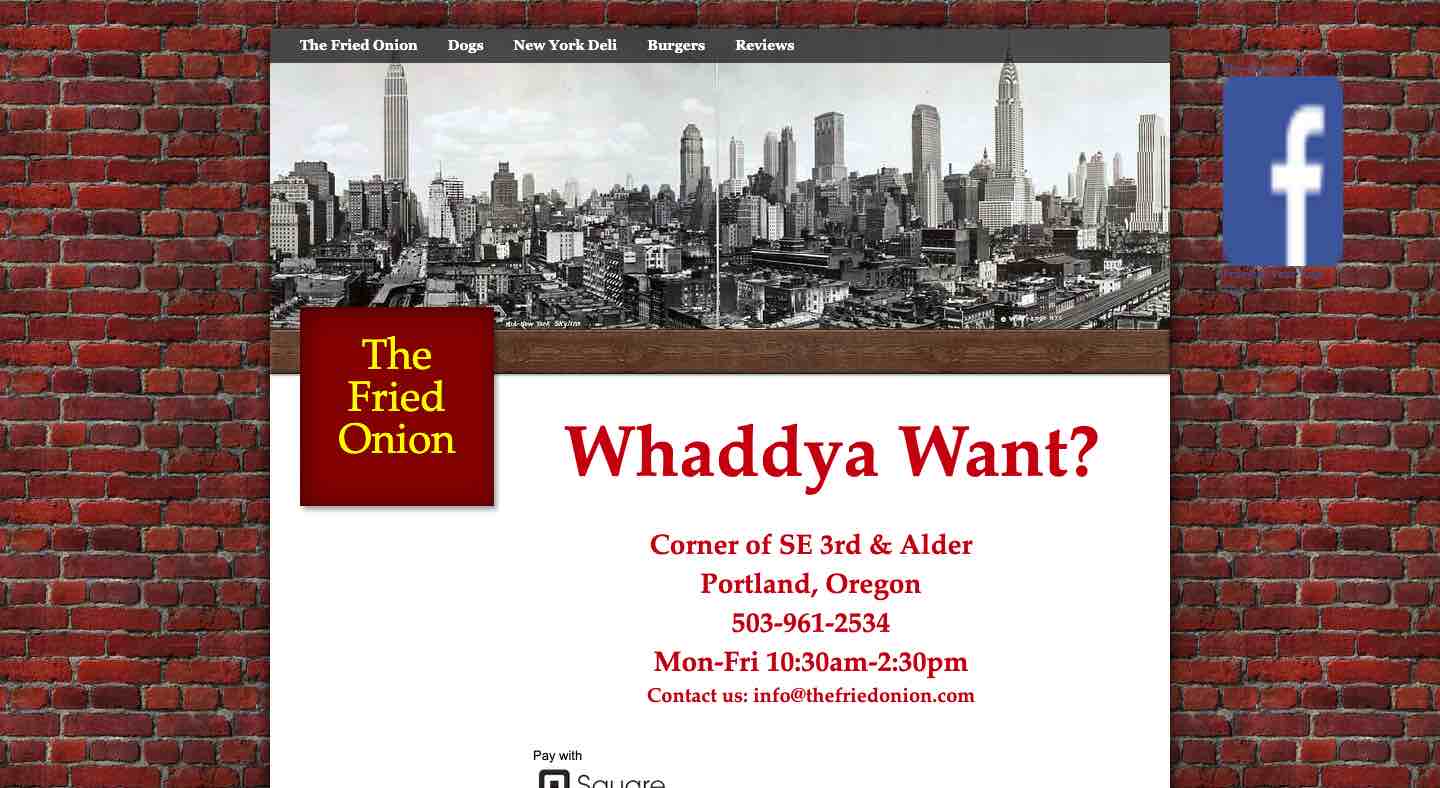 The Fried Onion Dogs New York Deli Burgers Reviews
f
The
Fried
Onion
Whaddya Want?
Corner of SE 3rd & Alder
Portland, Oregon
503-961-2534
Mon-Fri 10:30am-2:30pm
Contact us: info@thefriedonion.com
Pay with
Square